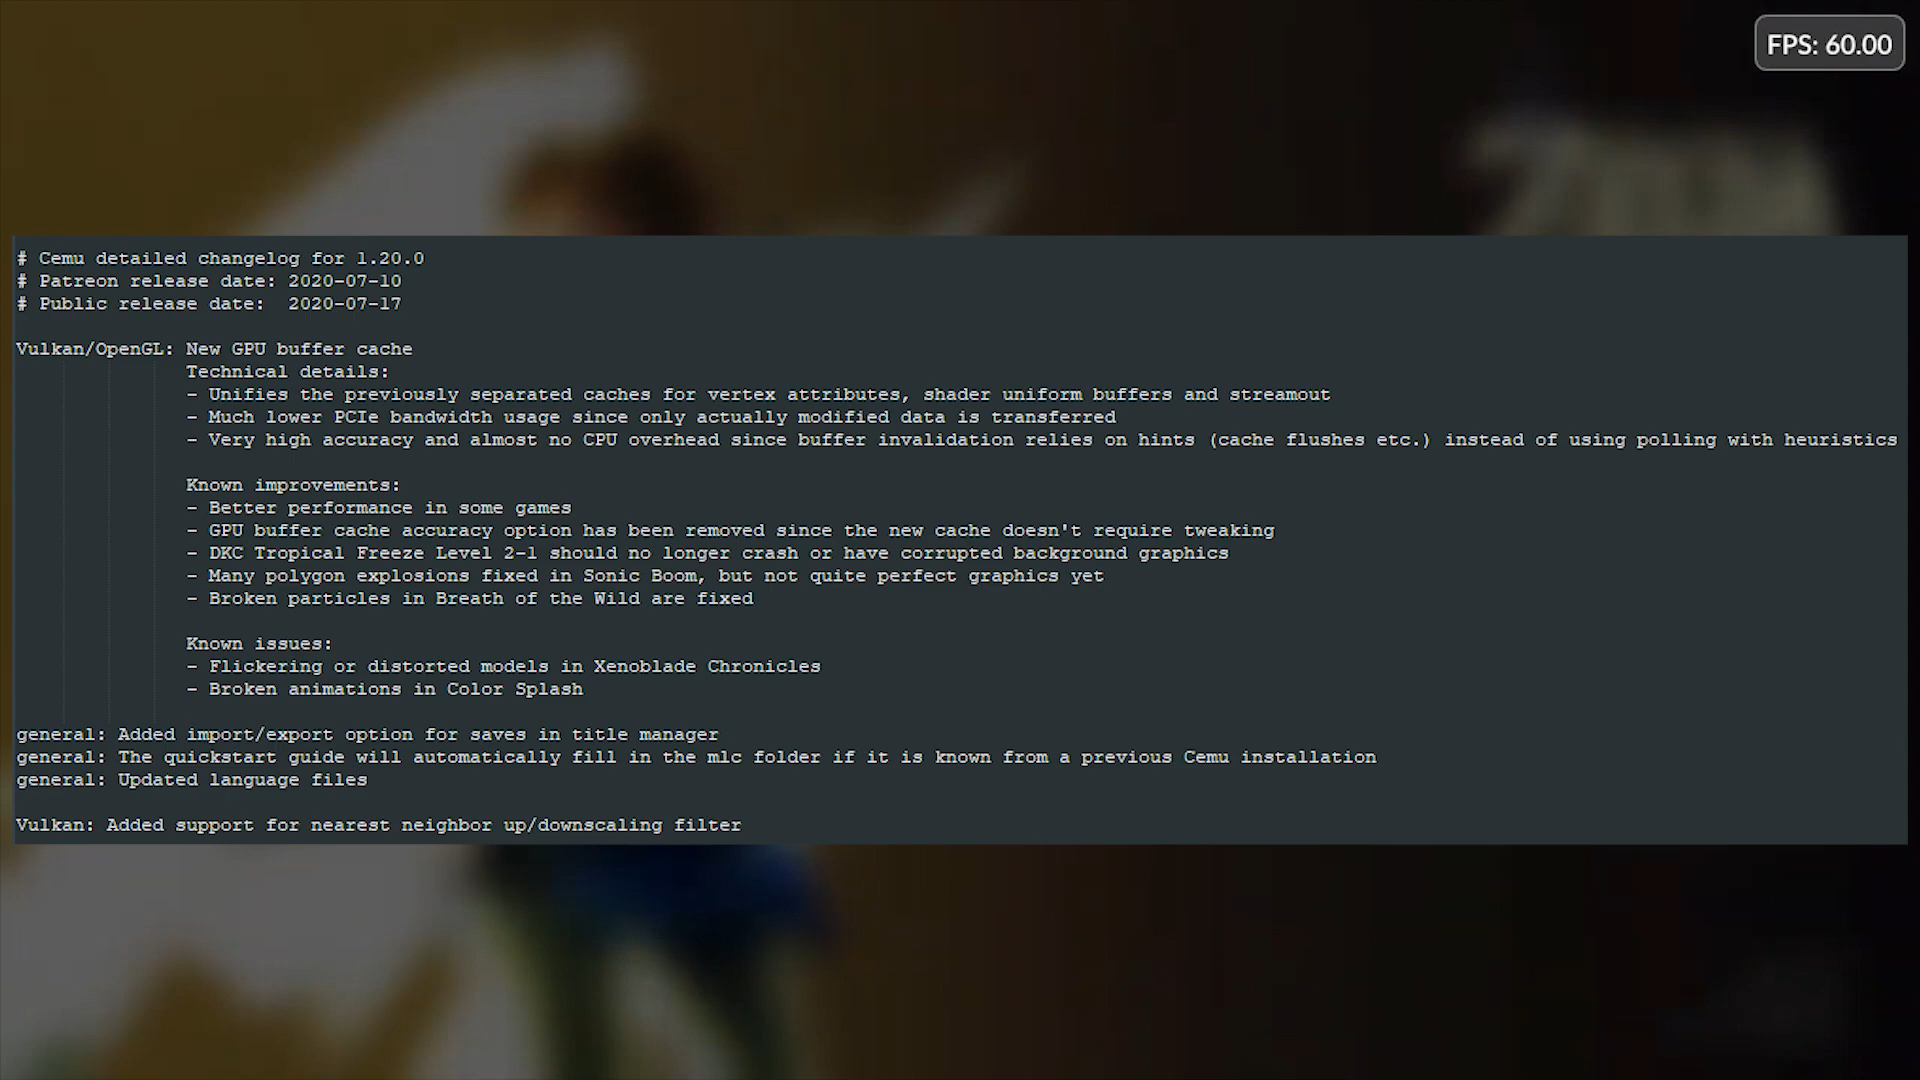 FPS: 60.00
# Cemu detailed changelog for 1.20.0
# Patreon release date: 2020-07-10
# Public release date:  2020-07-17
Vulkan/OpenGL: New GPU buffer cache
Technical details:
- Unifies the previously separated caches for vertex attributes, shader uniform buffers and streamout
- Much lower PCIe bandwidth usage since only actually modified data is transferred
- Very high accuracy and almost no CPU overhead since buffer invalidation relies on hints (cache flushes etc.) instead of using polling with heuristics
Known improvements:
- Better performance in some games
- GPU buffer cache accuracy option has been removed since the new cache doesn't require tweaking
- DKC Tropical Freeze Level 2-1 should no longer crash or have corrupted background graphics
- Many polygon explosions fixed in Sonic Boom, but not quite perfect graphics yet
- Broken particles in Breath of the Wild are fixed
Known issues:
- Flickering or distorted models in Xenoblade Chronicles
- Broken animations in Color Splash
general: Added import/export option for saves in title manager
general: The quickstart guide will automatically fill in the mlc folder if it is known from a previous Cemu installation
general: Updated language files
Vulkan: Added support for nearest neighbor up/downscaling filter